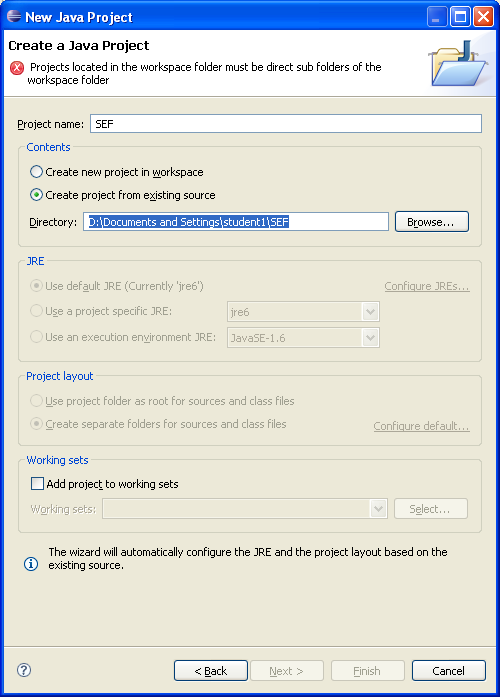 New Java Project
Create a Java Project
Projects located in the workspace folder must be direct sub folders of the
workspace folder
Project name: SEF
Contents
Create new project in workspace
Create project from existing source
Directory: D:\Documents and Settings\student1\SEF Browse...
JRE
Use default JRE (Currently 'jre6') Configure JREs...
Use a project specific JRE: jre6
Use an execution environment JRE: JavaSE-1.6
Project layout
Use project folder as root for sources and class files
Create separate folders for sources and class files Configure default...
Working sets
Add project to working sets
Working sets: Select...
The wizard will automatically configure the JRE and the project layout based on the
existing source.
? < Back Next > Finish Cancel